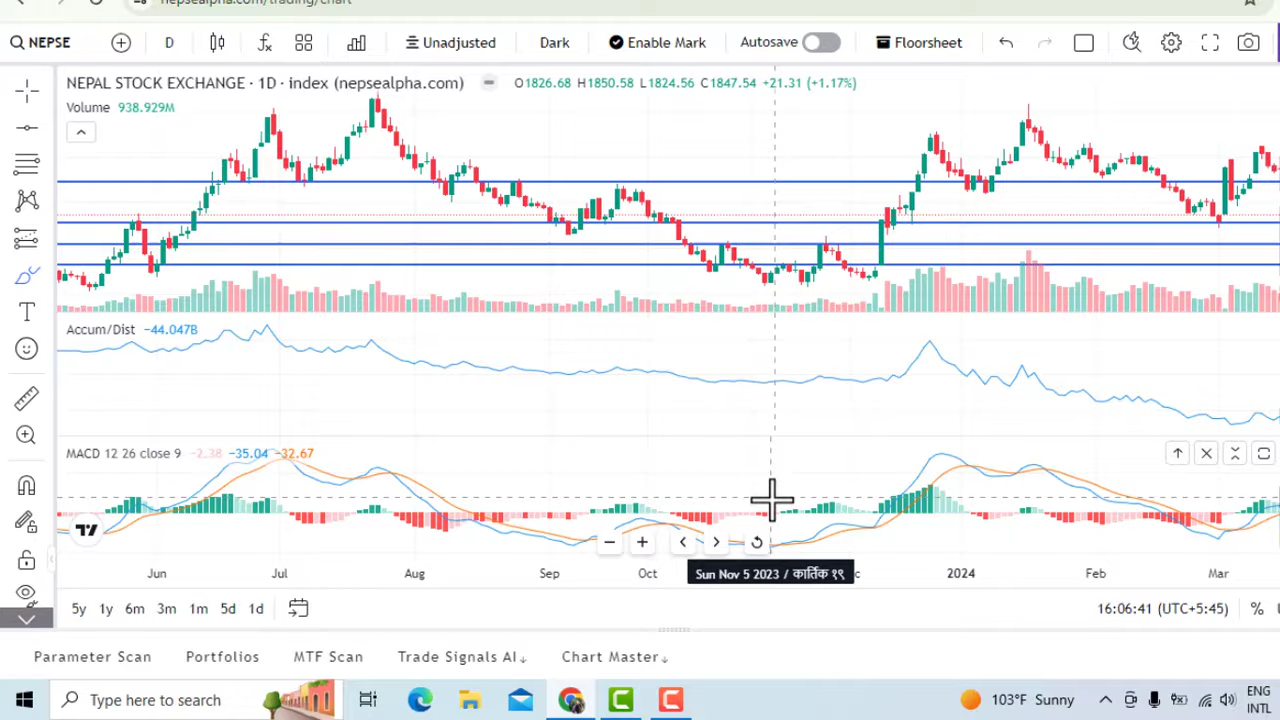 nepsealpha.com/trading/chart
NEPSE D Unadjusted Dark Enable Mark Autosave Floorsheet
NEPAL STOCK EXCHANGE · 1D · index (nepsealpha.com) O1826.68 H1850.58 L1824.56 C1847.54 +21.31 (+1.17%)
Volume 938.929M
Accum/Dist −44.047B
MACD 12 26 close 9 −2.38 −35.04 −32.67
Jun Jul Aug Sep Oct Sun Nov 5 2023 / कार्तिक १९ 2024 Feb Mar
5y 1y 6m 3m 1m 5d 1d 16:06:41 (UTC+5:45) %
Parameter Scan Portfolios MTF Scan Trade Signals AI↓ Chart Master↓
Type here to search 103°F Sunny ENG
INTL